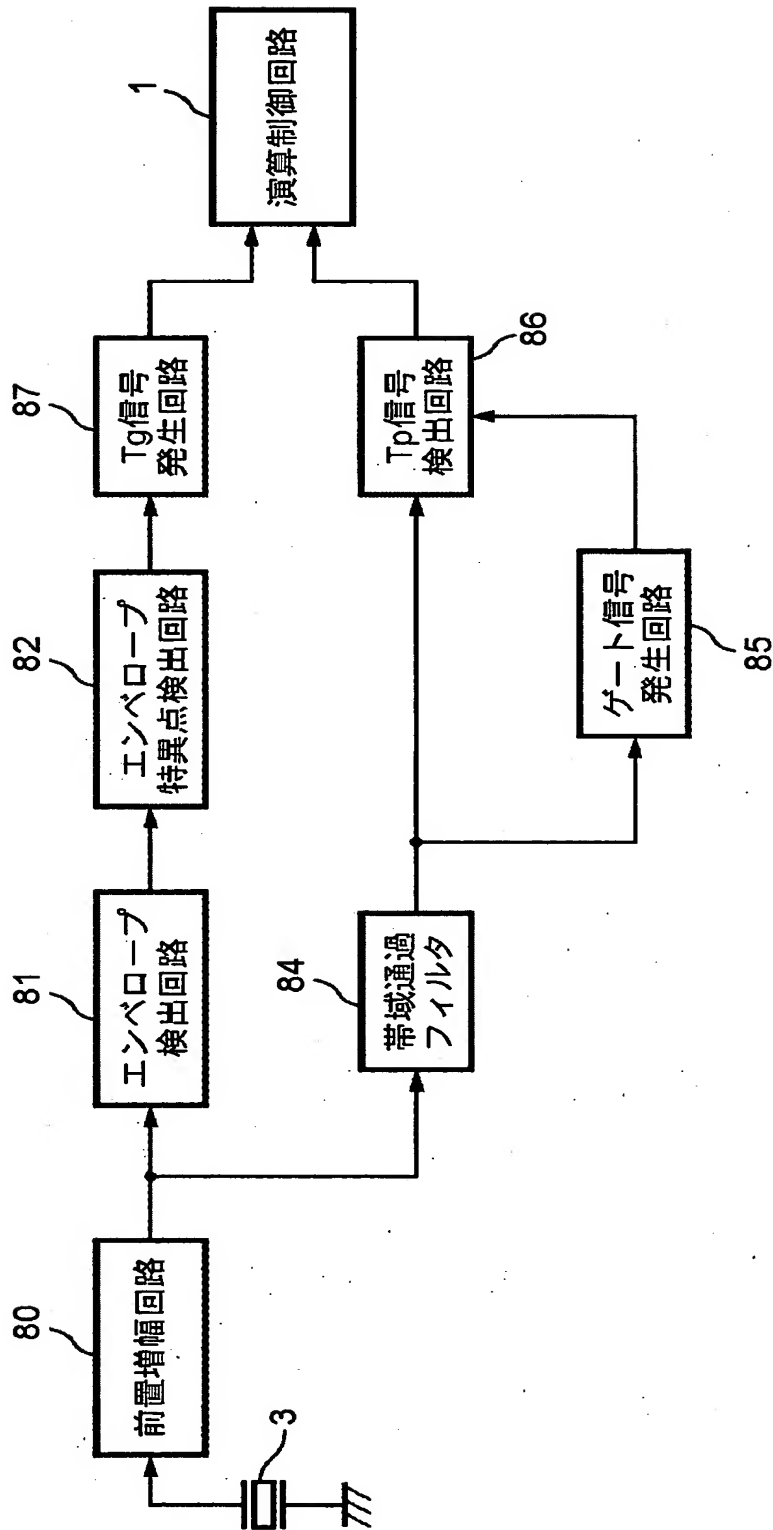 80
前置増幅回路
3
81
エンベロープ
検出回路
82
エンベロープ
特異点検出回路
87
Tg信号
発生回路
1
演算制御回路
84
帯域通過
フィルタ
85
ゲート信号
発生回路
86
Tp信号
検出回路